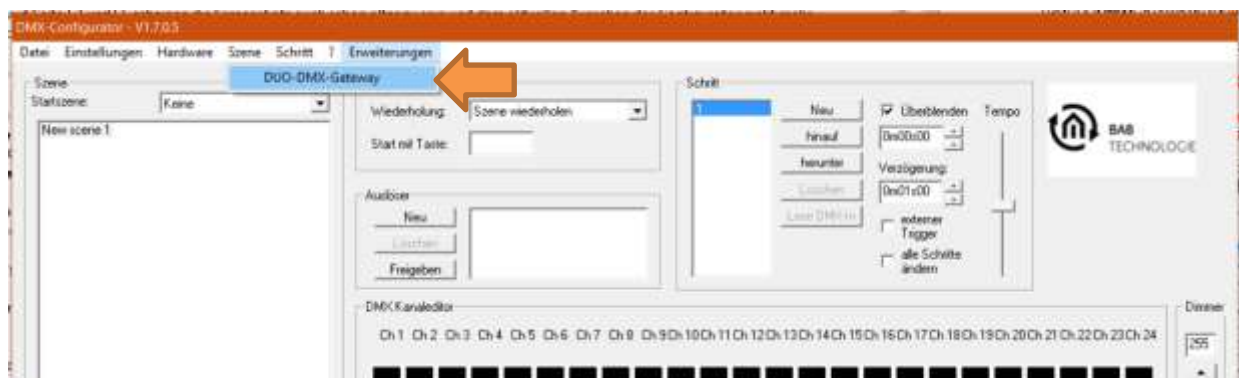 DMX-Configurator - V1.7.0.5
Datei Einstellungen Hardware Szene Schritt ? Erweiterungen
DUO-DMX-Gateway
Szene
Startszene: Keine
New scene 1
Wiederholung: Szene wiederholen
Start mit Taste:
Auslöser
Neu
Löschen
Freigeben
Schritt
1
Neu
hinauf
herunter
Löschen
Lese DMX In
Überblenden
0m00s00
Verzögerung:
0m01s00
externer
Trigger
alle Schritte
ändern
Tempo
BAB
TECHNOLOGIE
DMX Kanaleditor
Ch 1 Ch 2 Ch 3 Ch 4 Ch 5 Ch 6 Ch 7 Ch 8 Ch 9 Ch 10 Ch 11 Ch 12 Ch 13 Ch 14 Ch 15 Ch 16 Ch 17 Ch 18 Ch 19 Ch 20 Ch 21 Ch 22 Ch 23 Ch 24
Dimmer
255